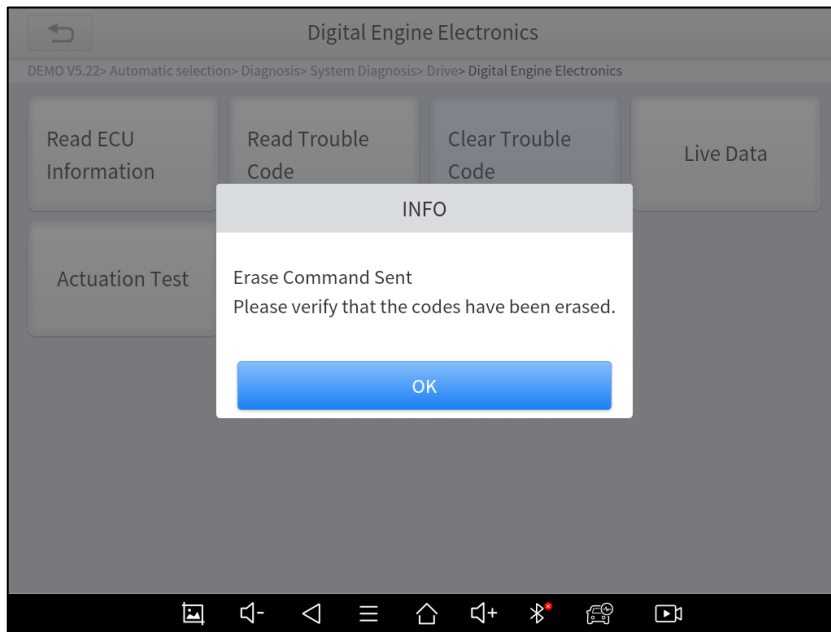 Digital Engine Electronics
DEMO V5.22> Automatic selection> Diagnosis> System Diagnosis> Drive> Digital Engine Electronics
Read ECU
Information
Read Trouble
Code
Clear Trouble
Code
Live Data
INFO
Erase Command Sent
Please verify that the codes have been erased.
OK
Actuation Test